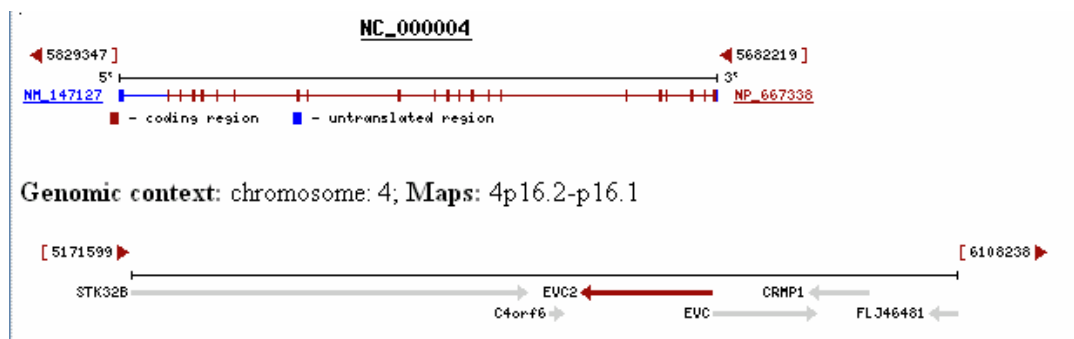 NC_000004
5829347 ] 5682219 ]
5' 3'
NM_147127 NP_667338
- coding region - untranslated region
Genomic context: chromosome: 4; Maps: 4p16.2-p16.1
[ 5171599 [ 6108238
STK32B EVC2 CRMP1
C4orf6 EVC FLJ46481